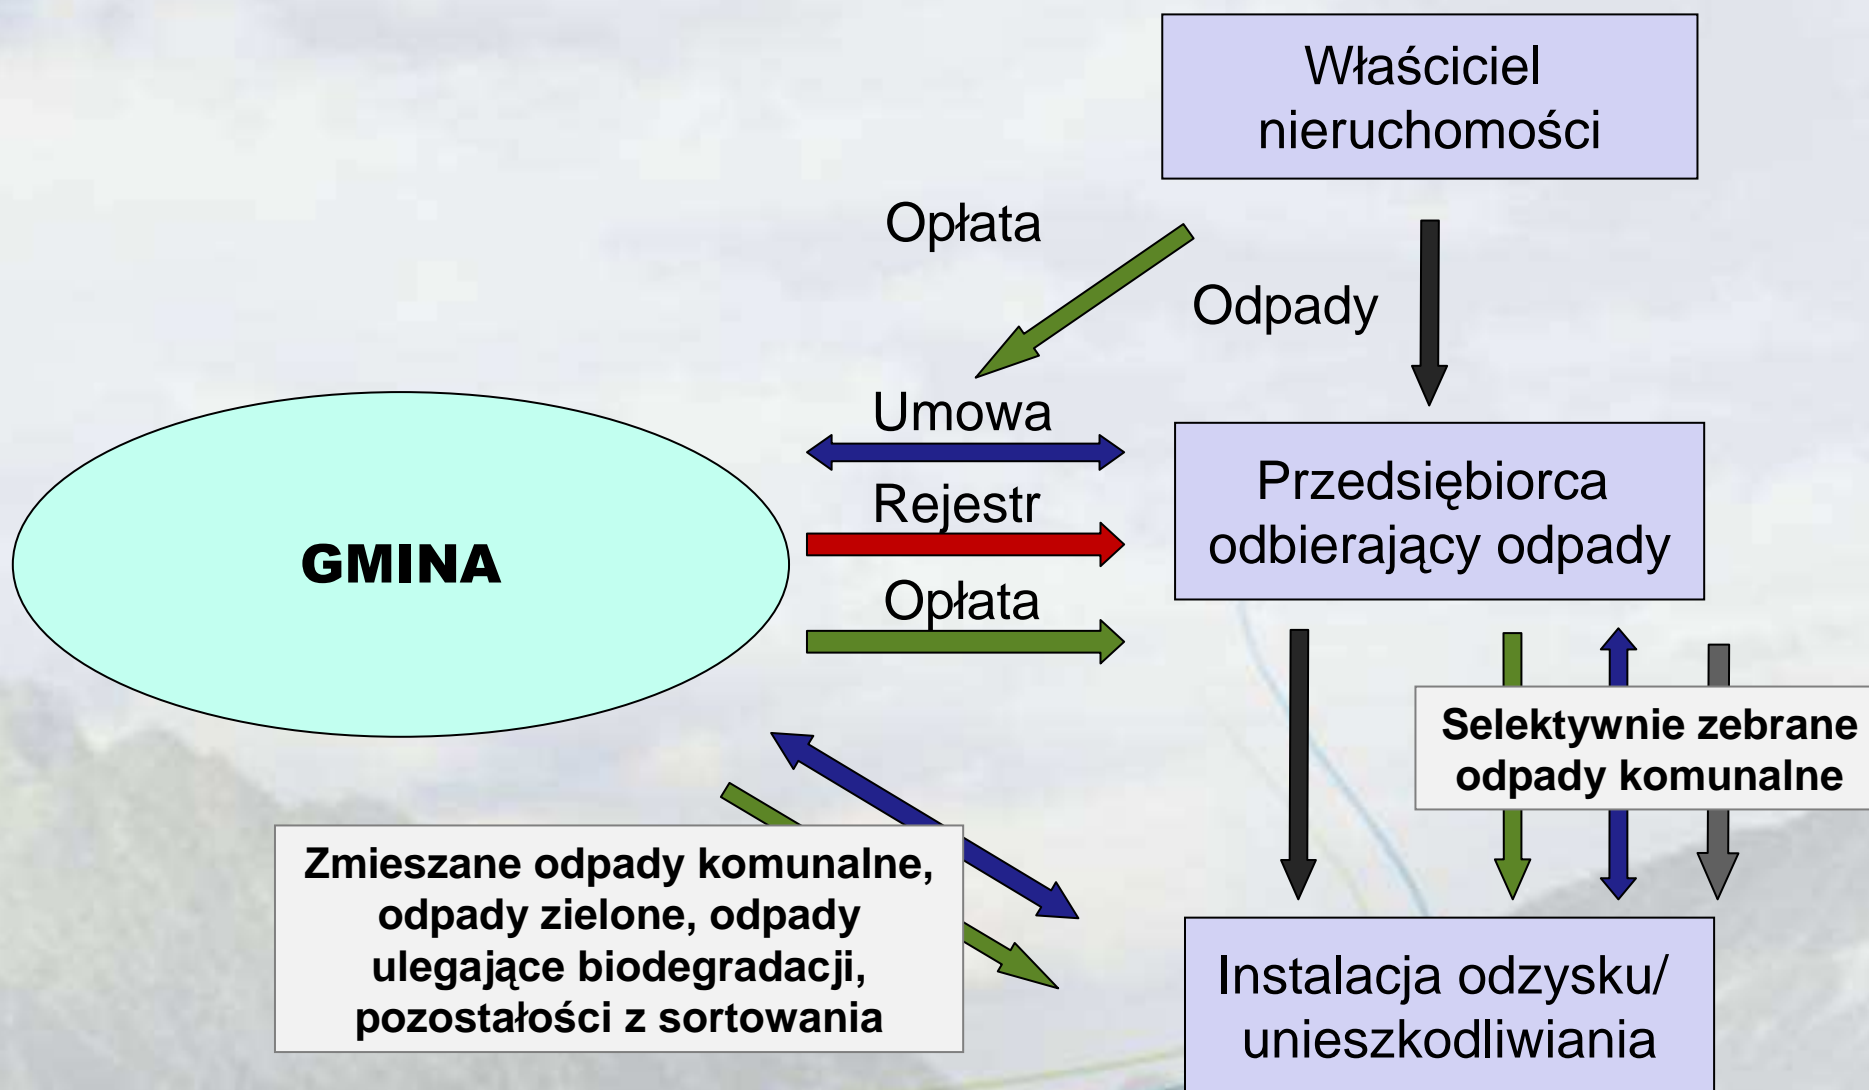 Właściciel
nieruchomości
Opłata
Odpady
Umowa
Rejestr
Opłata
GMINA
Przedsiębiorca
odbierający odpady
Selektywnie zebrane
odpady komunalne
Zmieszane odpady komunalne,
odpady zielone, odpady
ulegające biodegradacji,
pozostałości z sortowania
Instalacja odzysku/
unieszkodliwiania